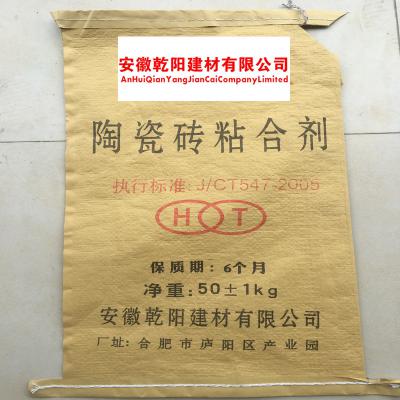 安徽乾阳建材有限公司
AnHuiQianYangJianCaiCompanyLimited
陶瓷砖粘合剂
执行标准:J/CT547-2005
H T
保质期:6个月
净重:50±1kg
安徽乾阳建材有限公司
厂址:合肥市庐阳区产业园